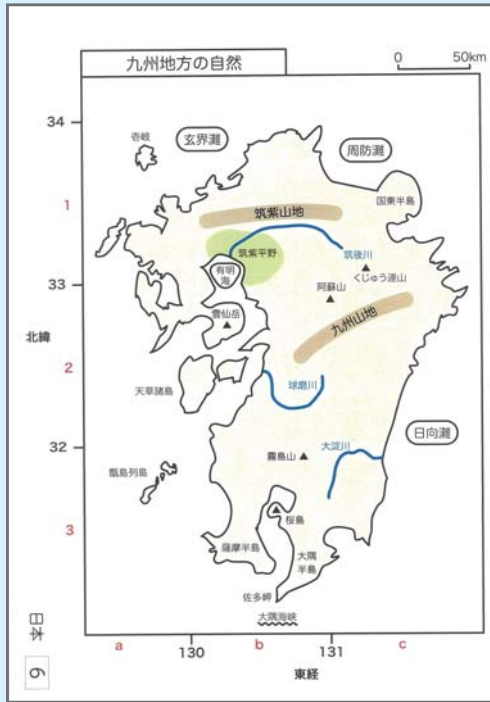 九州地方の自然
0 50km
34
壱岐
玄界灘
周防灘
国東半島
1
筑紫山地
筑紫平野
筑後川
有明海
くじゅう連山
33
阿蘇山
北緯
雲仙岳
九州山地
2
天草諸島
球磨川
日向灘
大淀川
32
霧島山
甑島列島
桜島
3
薩摩半島
大隅半島
佐多岬
大隅海峡
日本 6
a b c
130 131
東経